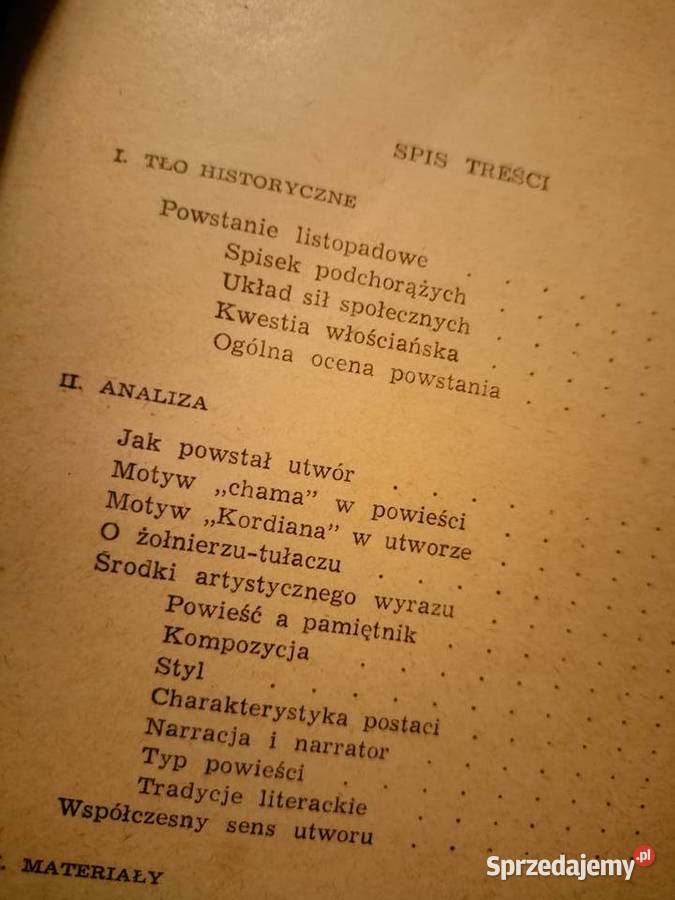 SPIS TREŚCI
I. TŁO HISTORYCZNE
Powstanie listopadowe . . . . .
Spisek podchorążych . . . . .
Układ sił społecznych . . . . .
Kwestia włościańska . . . . .
Ogólna ocena powstania . . . . .
II. ANALIZA
Jak powstał utwór . . . . . . .
Motyw „chama” w powieści . . . . .
Motyw „Kordiana” w utworze . . . . .
O żołnierzu-tułaczu . . . . . . .
Środki artystycznego wyrazu . . . . .
Powieść a pamiętnik . . . . . .
Kompozycja . . . . . . . .
Styl . . . . . . . . . .
Charakterystyka postaci . . . . .
Narracja i narrator . . . . . .
Typ powieści . . . . . . . .
Tradycje literackie . . . . . .
Współczesny sens utworu . . . . .
. MATERIAŁY
Sprzedajemy.pl